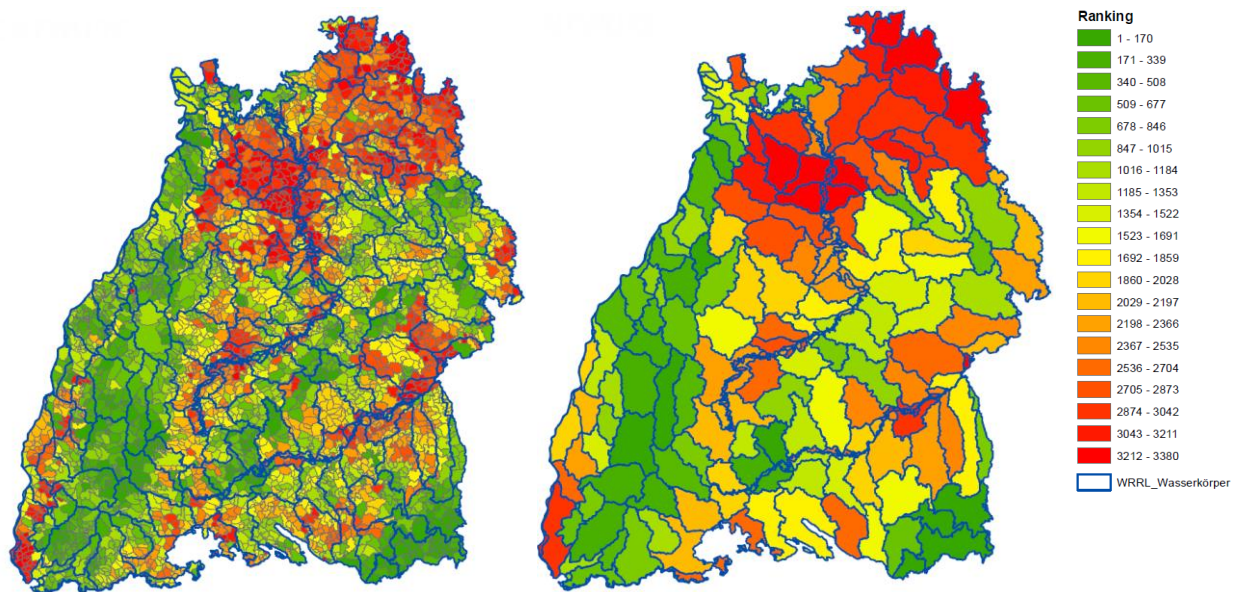 Ranking
1 - 170
171 - 339
340 - 508
509 - 677
678 - 846
847 - 1015
1016 - 1184
1185 - 1353
1354 - 1522
1523 - 1691
1692 - 1859
1860 - 2028
2029 - 2197
2198 - 2366
2367 - 2535
2536 - 2704
2705 - 2873
2874 - 3042
3043 - 3211
3212 - 3380
WRRL_Wasserkörper